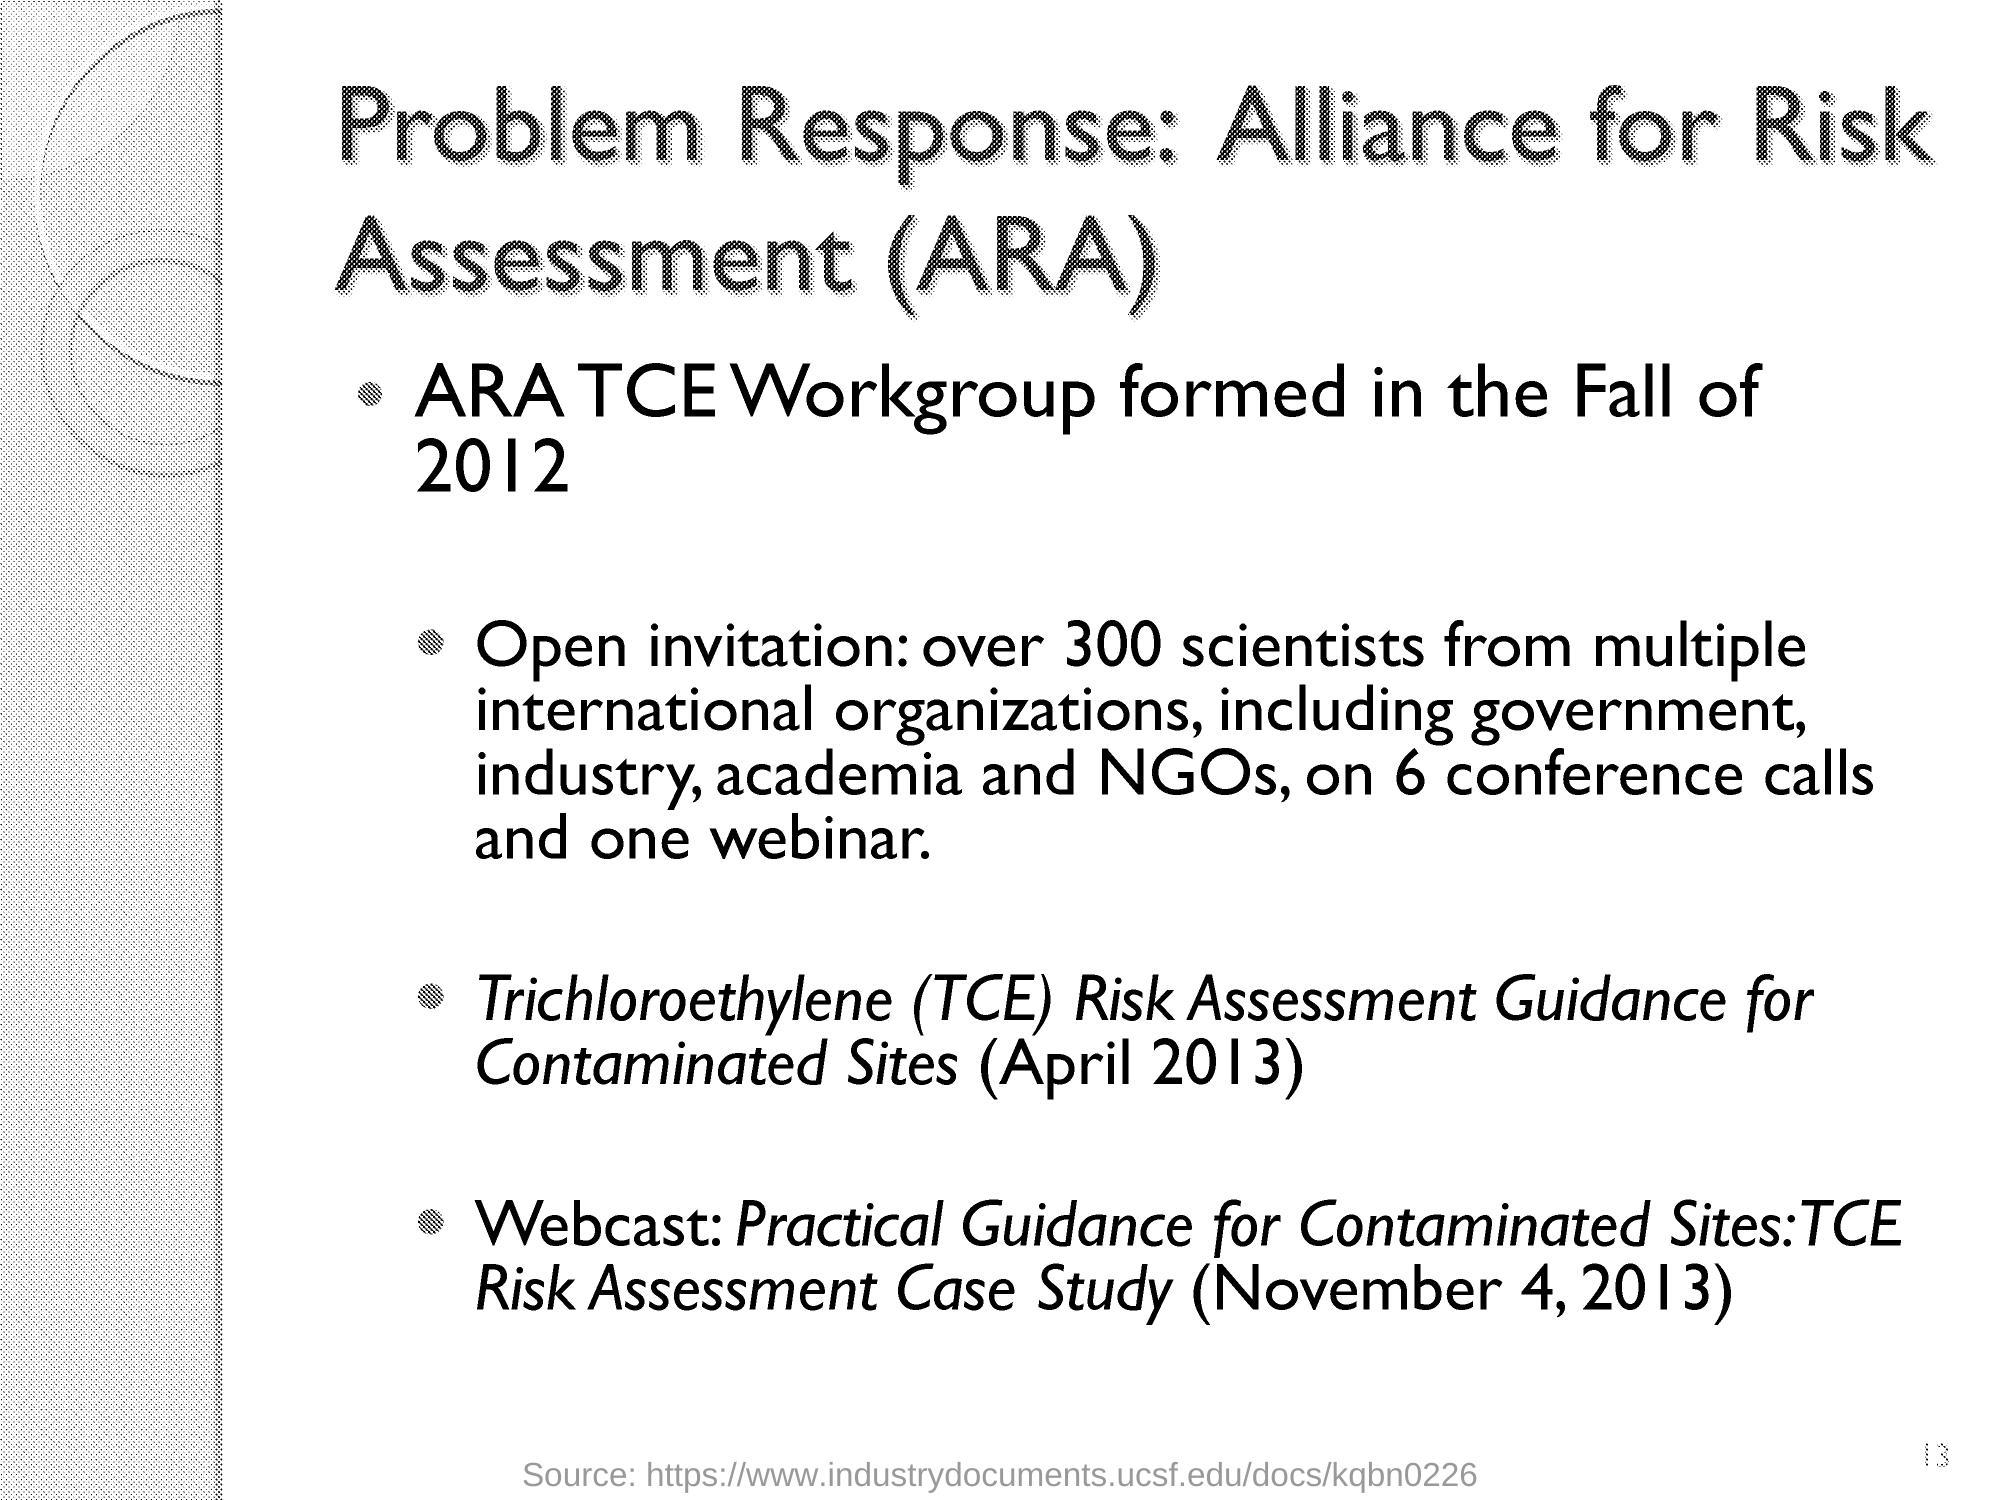 Problem Response: Alliance for Risk
Assessment (ARA)
• ARA TCE Workgroup formed in the Fall of
2012
• Open invitation: over 300 scientists from multiple
international organizations, including government,
industry, academia and NGOs, on 6 conference calls
and one webinar.
• Trichloroethylene (TCE) Risk Assessment Guidance for
Contaminated Sites (April 2013)
• Webcast: Practical Guidance for Contaminated Sites: TCE
Risk Assessment Case Study (November 4, 2013)
13
Source: https://www.industrydocuments.ucsf.edu/docs/kqbn0226